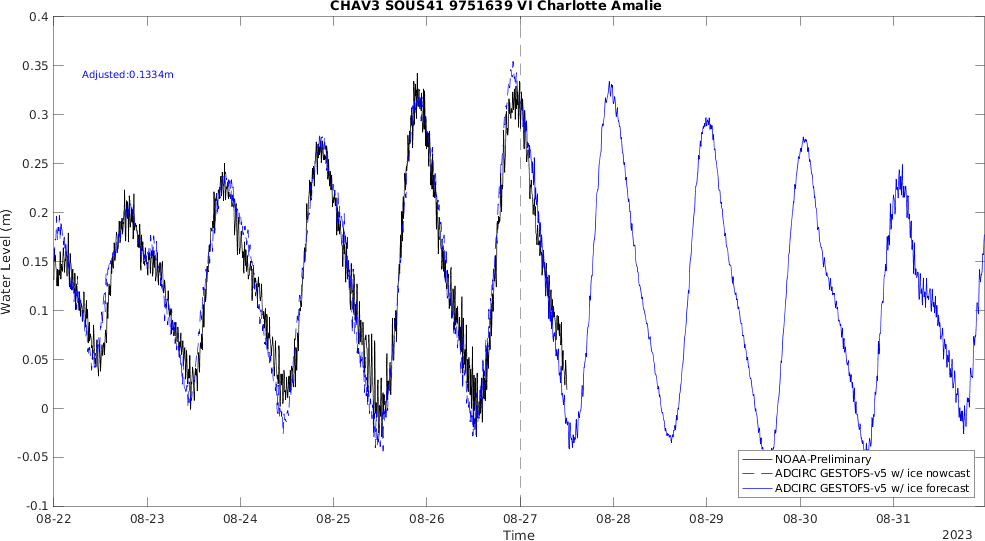 CHAV3 SOUS41 9751639 VI Charlotte Amalie
0.4
0.35
Adjusted:0.1334m
0.3
0.25
0.2
0.15
0.1
0.05
0
-0.05
-0.1
Water Level (m)
NOAA-Preliminary
ADCIRC GESTOFS-v5 w/ ice nowcast
ADCIRC GESTOFS-v5 w/ ice forecast
08-22 08-23 08-24 08-25 08-26 08-27 08-28 08-29 08-30 08-31
Time
2023